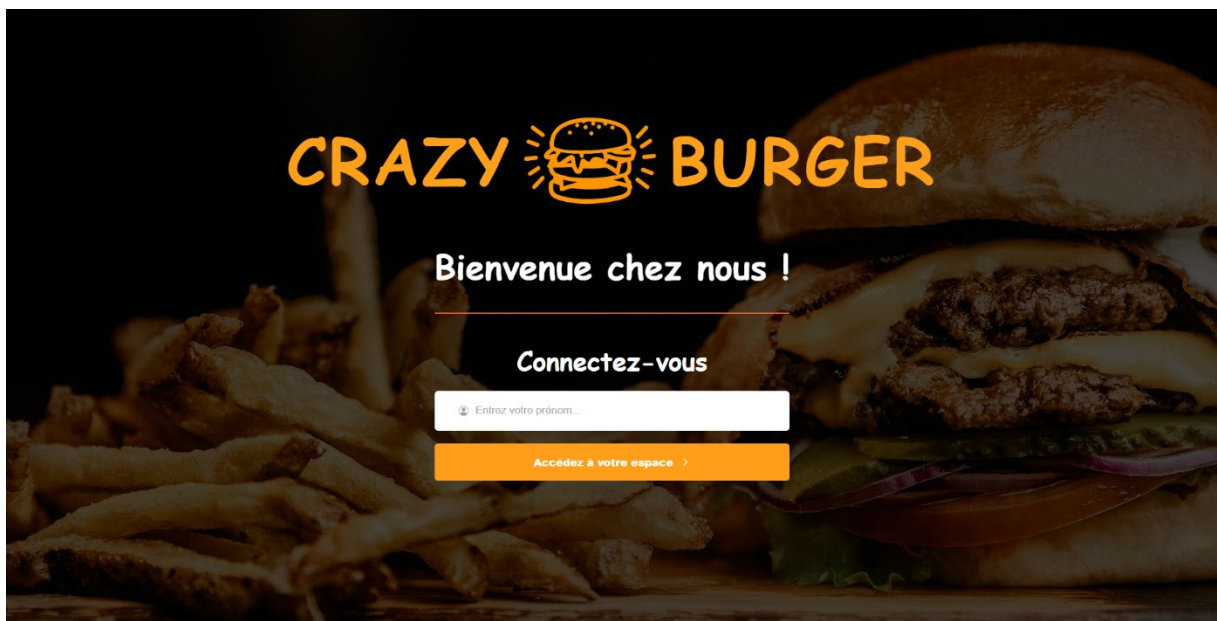 CRAZY BURGER
Bienvenue chez nous !
Connectez-vous
Entrez votre prénom...
Accédez à votre espace